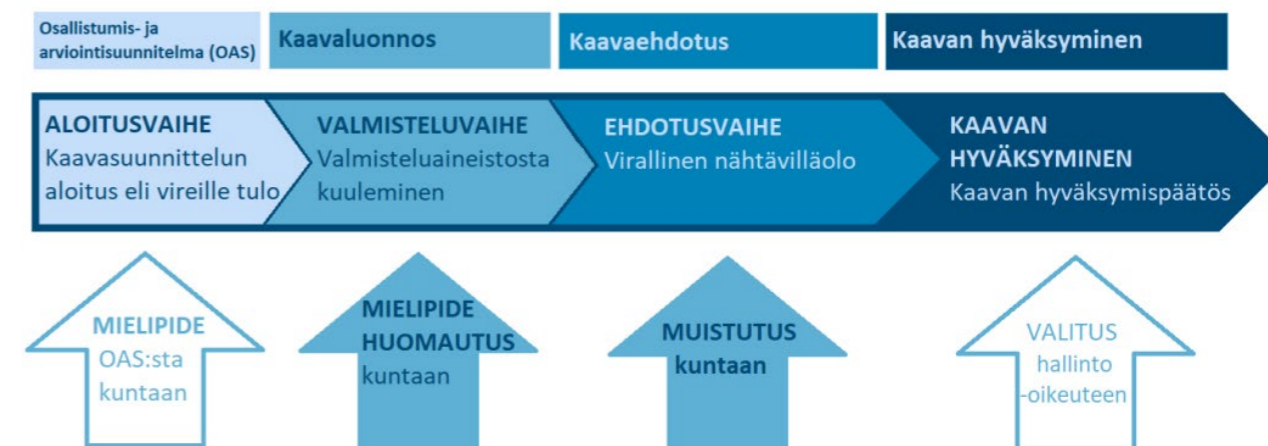 Osallistumis- ja
arviointisuunnitelma (OAS)
Kaavaluonnos
Kaavaehdotus
Kaavan hyväksyminen
ALOITUSVAIHE
Kaavasuunnittelun
aloitus eli vireille tulo
VALMISTELUVAIHE
Valmisteluaineistosta
kuuleminen
EHDOTUSVAIHE
Virallinen nähtävilläolo
KAAVAN
HYVÄKSYMINEN
Kaavan hyväksymispäätös
MIELIPIDE
OAS:sta
kuntaan
MIELIPIDE
HUOMAUTUS
kuntaan
MUISTUTUS
kuntaan
VALITUS
hallinto
-oikeuteen